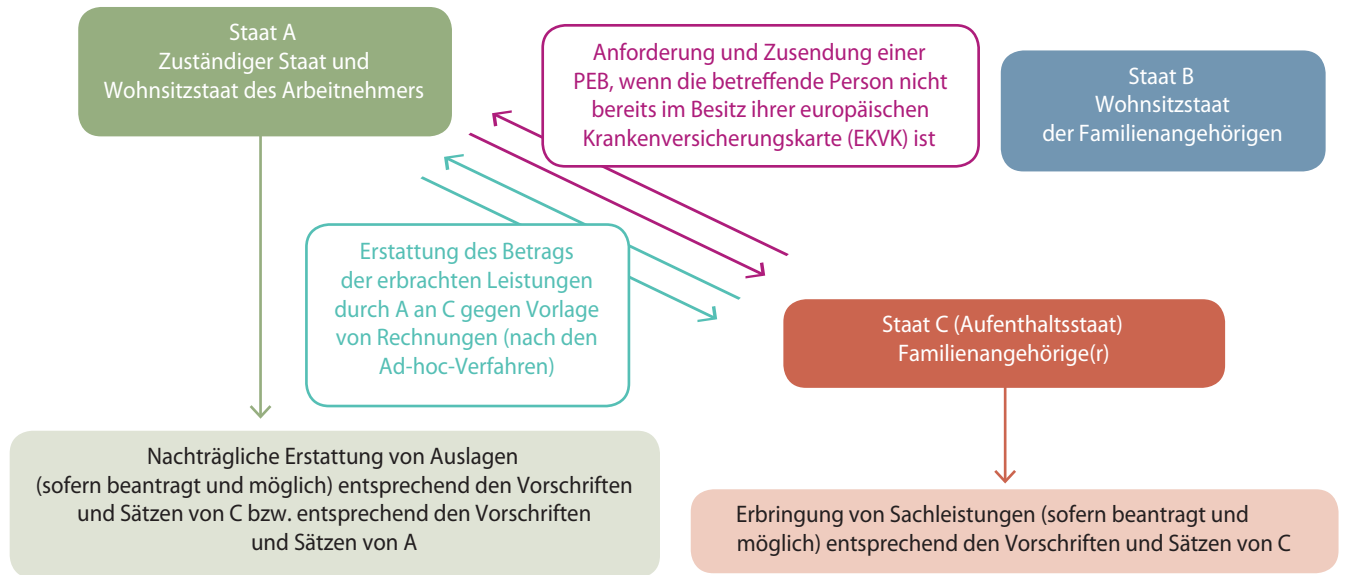 Staat A
Zuständiger Staat und
Wohnsitzstaat des Arbeitnehmers
Anforderung und Zusendung einer
PEB, wenn die betreffende Person nicht
bereits im Besitz ihrer europäischen
Krankenversicherungskarte (EKVK) ist
Staat B
Wohnsitzstaat
der Familienangehörigen
Erstattung des Betrags
der erbrachten Leistungen
durch A an C gegen Vorlage
von Rechnungen (nach den
Ad-hoc-Verfahren)
Staat C (Aufenthaltsstaat)
Familienangehörige(r)
Nachträgliche Erstattung von Auslagen
(sofern beantragt und möglich) entsprechend den Vorschriften
und Sätzen von C bzw. entsprechend den Vorschriften
und Sätzen von A
Erbringung von Sachleistungen (sofern beantragt und
möglich) entsprechend den Vorschriften und Sätzen von C